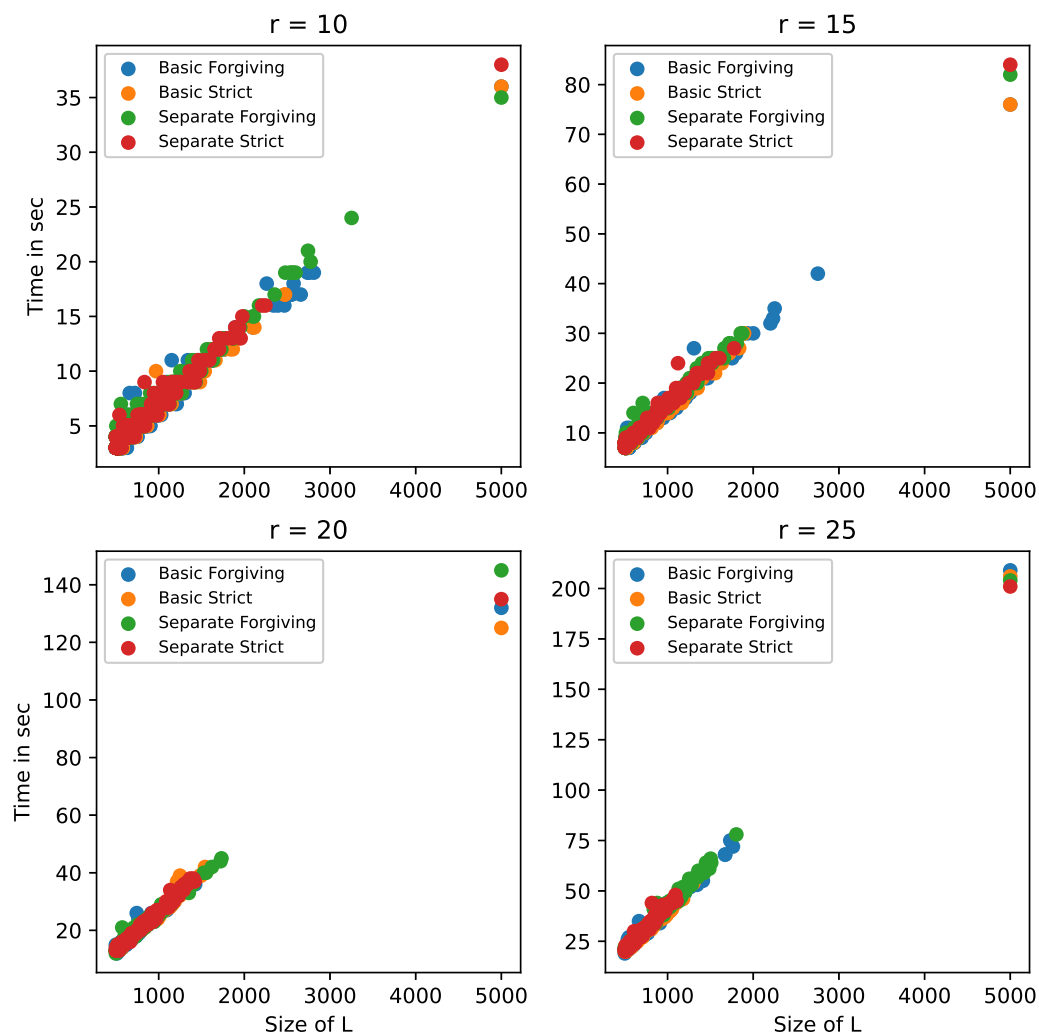 r = 10
Basic Forgiving
Basic Strict
Separate Forgiving
Separate Strict
35
30
25
20
15
10
5
Time in sec
1000 2000 3000 4000 5000
r = 15
Basic Forgiving
Basic Strict
Separate Forgiving
Separate Strict
80
70
60
50
40
30
20
10
1000 2000 3000 4000 5000
r = 20
Basic Forgiving
Basic Strict
Separate Forgiving
Separate Strict
140
120
100
80
60
40
20
Time in sec
1000 2000 3000 4000 5000
Size of L
r = 25
Basic Forgiving
Basic Strict
Separate Forgiving
Separate Strict
200
175
150
125
100
75
50
25
1000 2000 3000 4000 5000
Size of L